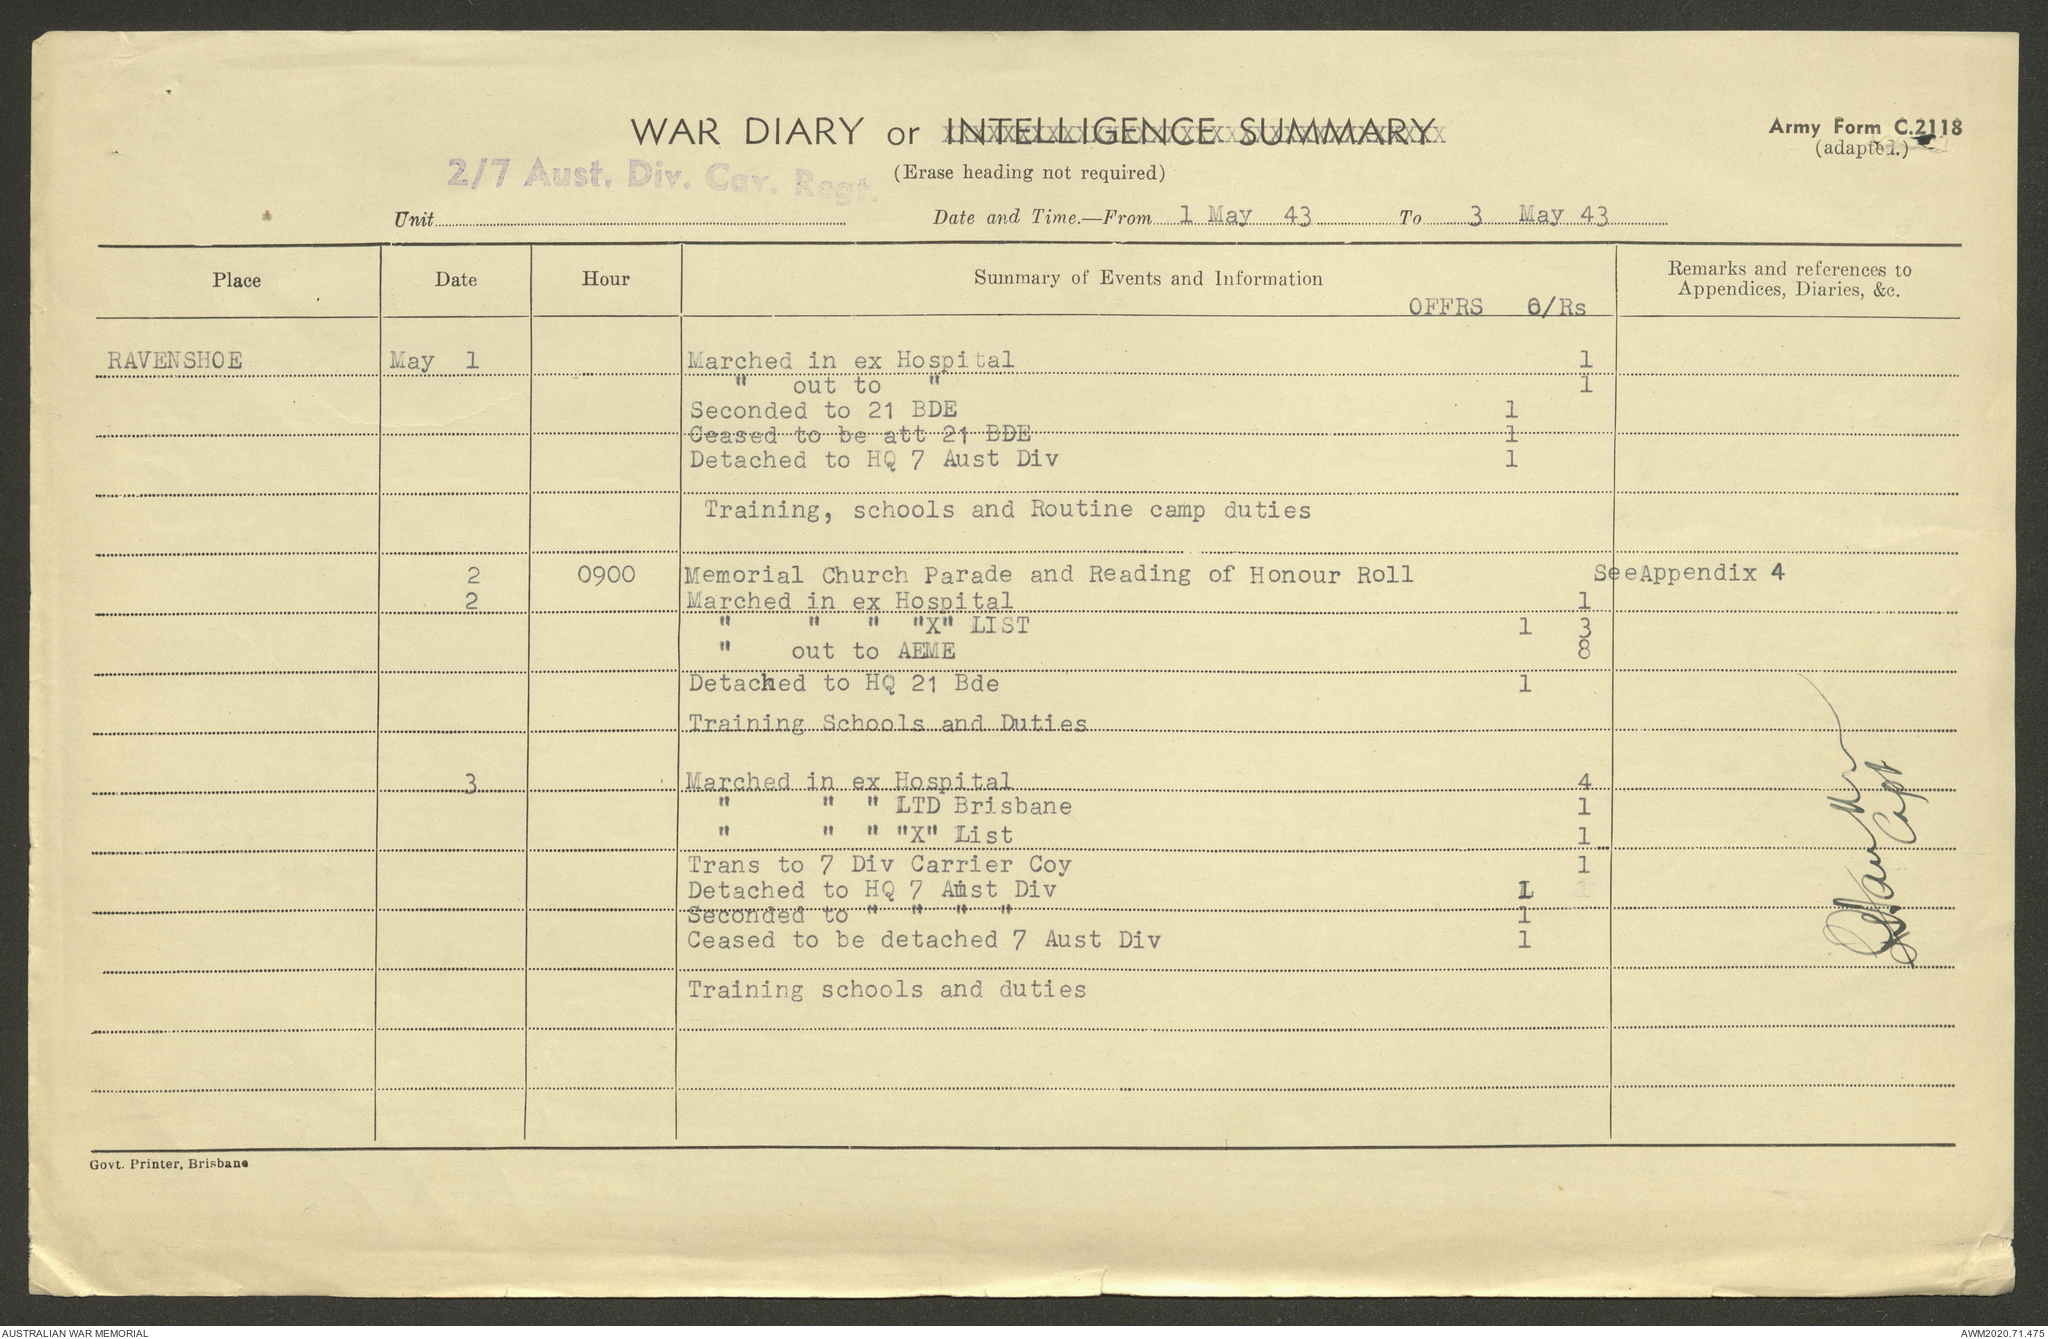 WAR DIARY or INTELLIGENCE SUMMARY
Army Form C.2118
(adapted.)
2/7 Aust. Div. Cav. Regt.
(Erase heading not required)
Unit Date and Time.—From 1 May 43 To 3 May 43
Place Date Hour Summary of Events and Information Remarks and references to
Appendices, Diaries, &c.
OFFRS O/Rs
RAVENSHOE May 1 Marched in ex Hospital 1
" out to " 1
Seconded to 21 BDE 1
Ceased to be att 21 BDE 1
Detached to HQ 7 Aust Div 1
Training, schools and Routine camp duties
2 0900 Memorial Church Parade and Reading of Honour Roll See Appendix 4
2 Marched in ex Hospital 1
" " " "X" LIST 1 3
" out to AEME 8
Detached to HQ 21 Bde 1
Training Schools and Duties
3 Marched in ex Hospital 4
" " " LTD Brisbane 1
" " " "X" List 1
Trans to 7 Div Carrier Coy 1
Detached to HQ 7 Aust Div 1
Seconded to " " " " 1
Ceased to be detached 7 Aust Div 1
Training schools and duties
Capt
Govt. Printer, Brisbane
AUSTRALIAN WAR MEMORIAL
AWM2020.71.475